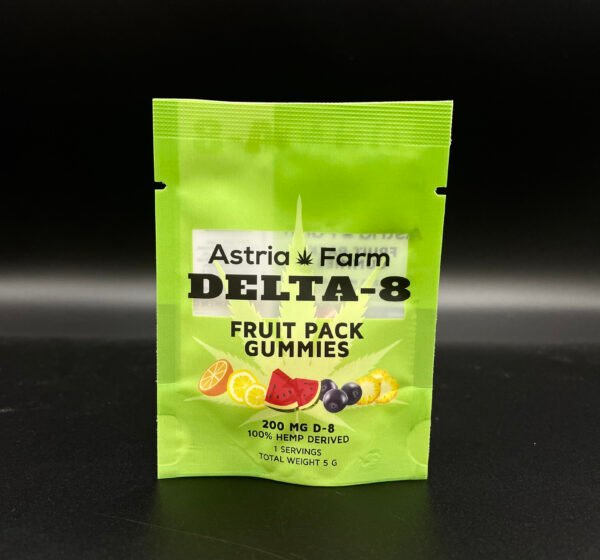 Astria Farm
DELTA-8
FRUIT PACK
GUMMIES
200 MG D-8
100% HEMP DERIVED
1 SERVINGS
TOTAL WEIGHT 5 G